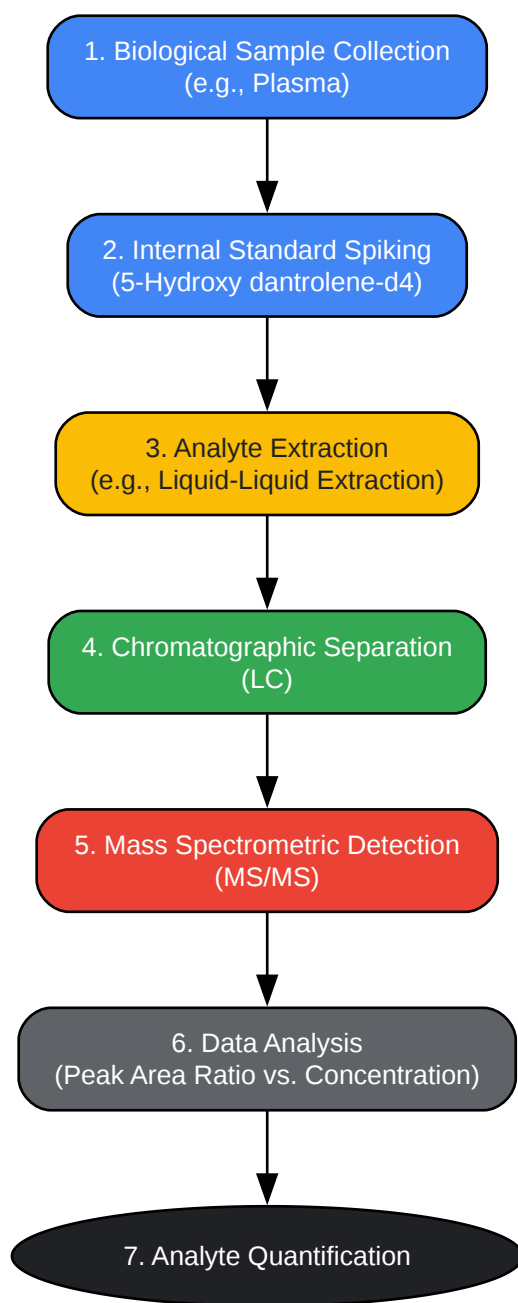 1. Biological Sample Collection
(e.g., Plasma)
2. Internal Standard Spiking
(5-Hydroxy dantrolene-d4)
3. Analyte Extraction
(e.g., Liquid-Liquid Extraction)
4. Chromatographic Separation
(LC)
5. Mass Spectrometric Detection
(MS/MS)
6. Data Analysis
(Peak Area Ratio vs. Concentration)
7. Analyte Quantification